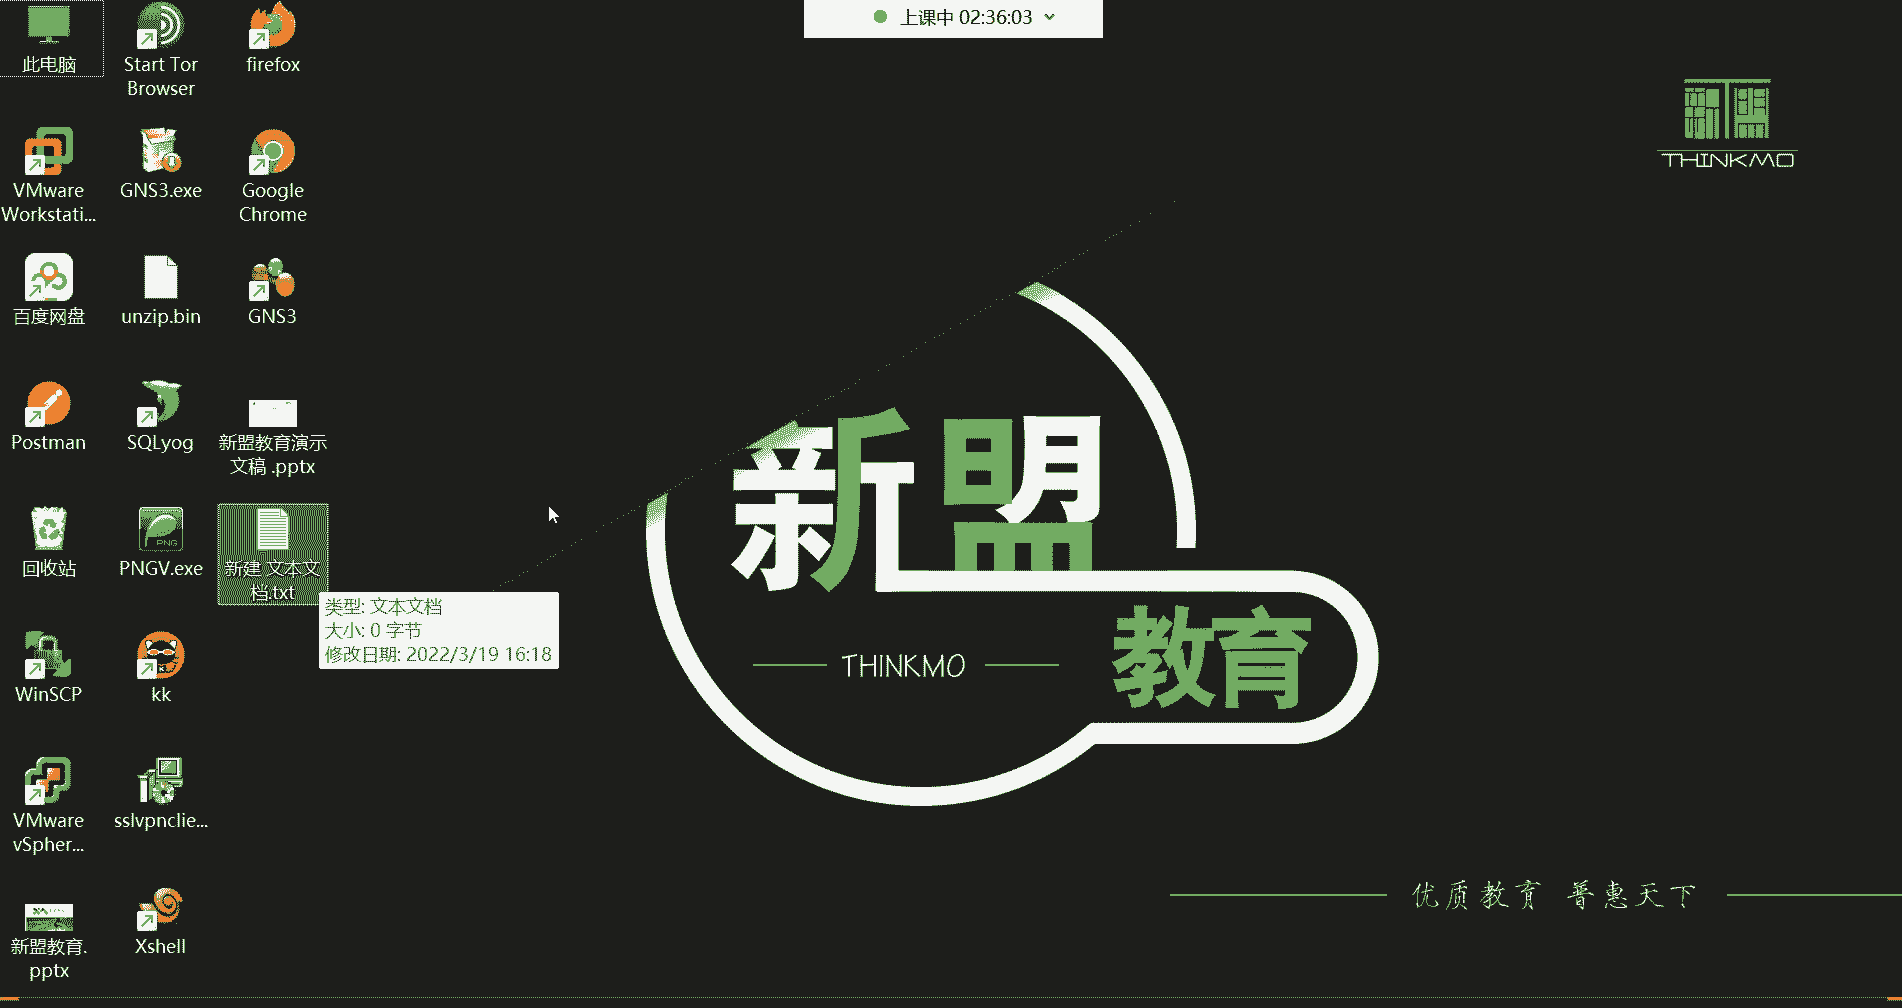 上课中 02:36:03
此电脑
Start Tor
Browser
firefox
THINKMO
VMware
Workstati...
GNS3.exe
Google
Chrome
百度网盘
unzip.bin
GNS3
Postman
SQLyog
新盟教育演示
文稿 .pptx
新盟
教育
THINKMO
回收站
PNG
PNGV.exe
新建 文本文
档.txt
类型: 文本文档
大小: 0 字节
修改日期: 2022/3/19 16:18
WinSCP
kk
VMware
vSpher...
sslvpnclie...
优质教育 普惠天下
新盟教育.
pptx
Xshell